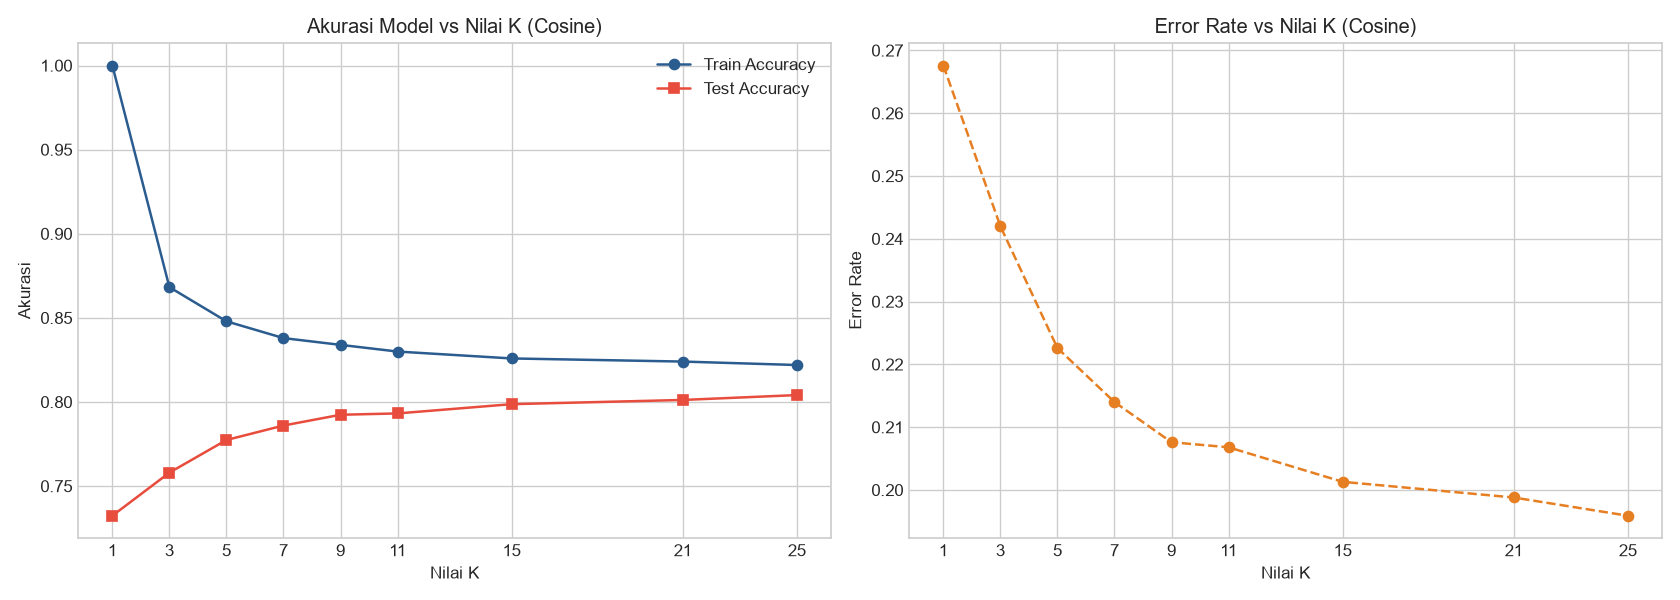 Akurasi Model vs Nilai K (Cosine)
Train Accuracy
Test Accuracy
1.00
0.95
0.90
0.85
0.80
0.75
Akurasi
1 3 5 7 9 11 15 21 25
Nilai K
Error Rate vs Nilai K (Cosine)
0.27
0.26
0.25
0.24
0.23
0.22
0.21
0.20
Error Rate
1 3 5 7 9 11 15 21 25
Nilai K